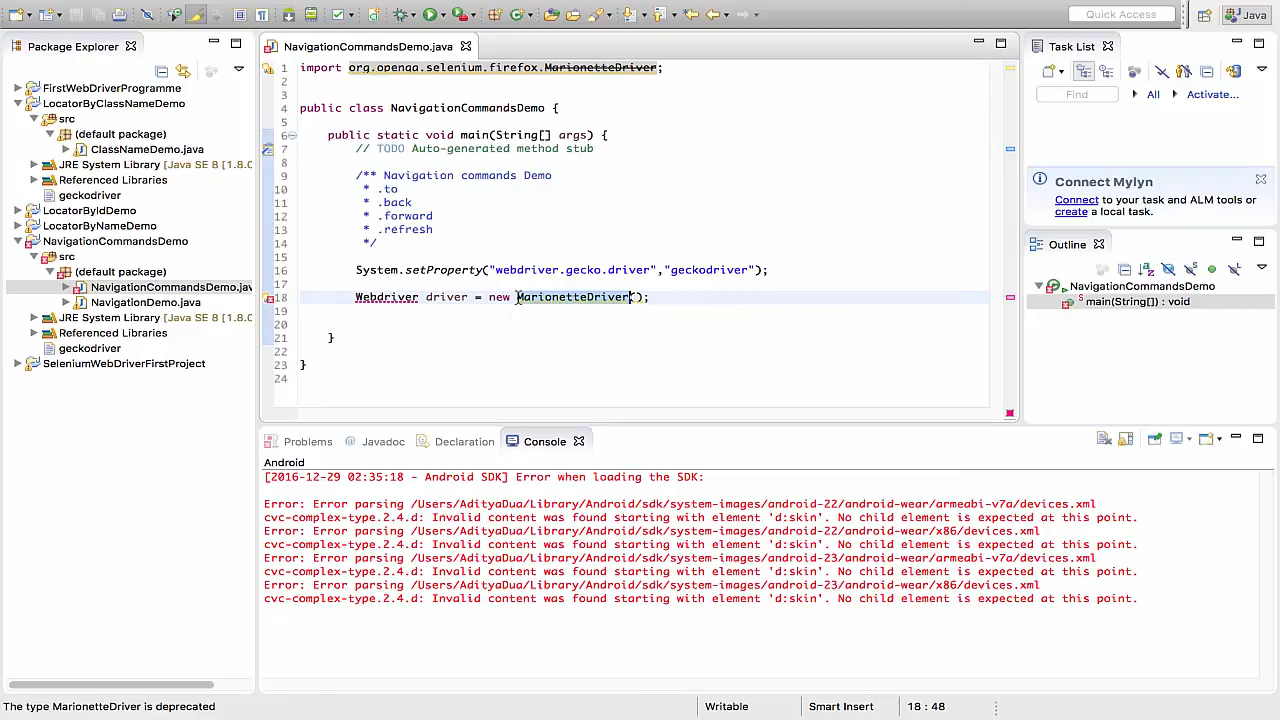 Quick Access
Java
Package Explorer
FirstWebDriverProgramme
LocatorByClassNameDemo
src
(default package)
ClassNameDemo.java
JRE System Library [Java SE 8 [1.8.0
Referenced Libraries
geckodriver
LocatorByIdDemo
LocatorByNameDemo
NavigationCommandsDemo
src
(default package)
NavigationCommandsDemo.jav
NavigationDemo.java
JRE System Library [Java SE 8 [1.8.0
Referenced Libraries
geckodriver
SeleniumWebDriverFirstProject
NavigationCommandsDemo.java
1 import org.openqa.selenium.firefox.MarionetteDriver;
2
3
4 public class NavigationCommandsDemo {
5
6 public static void main(String[] args) {
7 // TODO Auto-generated method stub
8
9 /** Navigation commands Demo
10 * .to
11 * .back
12 * .forward
13 * .refresh
14 */
15
16 System.setProperty("webdriver.gecko.driver","geckodriver");
17
18 Webdriver driver = new MarionetteDriver();
19
20
21 }
22
23 }
24
Task List
Find
All
Activate...
Connect Mylyn
Connect to your task and ALM tools or
create a local task.
Outline
NavigationCommandsDemo
main(String[]) : void
Problems
Javadoc
Declaration
Console
Android
[2016-12-29 02:35:18 - Android SDK] Error when loading the SDK:
Error: Error parsing /Users/AdityaDua/Library/Android/sdk/system-images/android-22/android-wear/armeabi-v7a/devices.xml
cvc-complex-type.2.4.d: Invalid content was found starting with element 'd:skin'. No child element is expected at this point.
Error: Error parsing /Users/AdityaDua/Library/Android/sdk/system-images/android-22/android-wear/x86/devices.xml
cvc-complex-type.2.4.d: Invalid content was found starting with element 'd:skin'. No child element is expected at this point.
Error: Error parsing /Users/AdityaDua/Library/Android/sdk/system-images/android-23/android-wear/armeabi-v7a/devices.xml
cvc-complex-type.2.4.d: Invalid content was found starting with element 'd:skin'. No child element is expected at this point.
Error: Error parsing /Users/AdityaDua/Library/Android/sdk/system-images/android-23/android-wear/x86/devices.xml
cvc-complex-type.2.4.d: Invalid content was found starting with element 'd:skin'. No child element is expected at this point.
The type MarionetteDriver is deprecated
Writable
Smart Insert
18 : 48